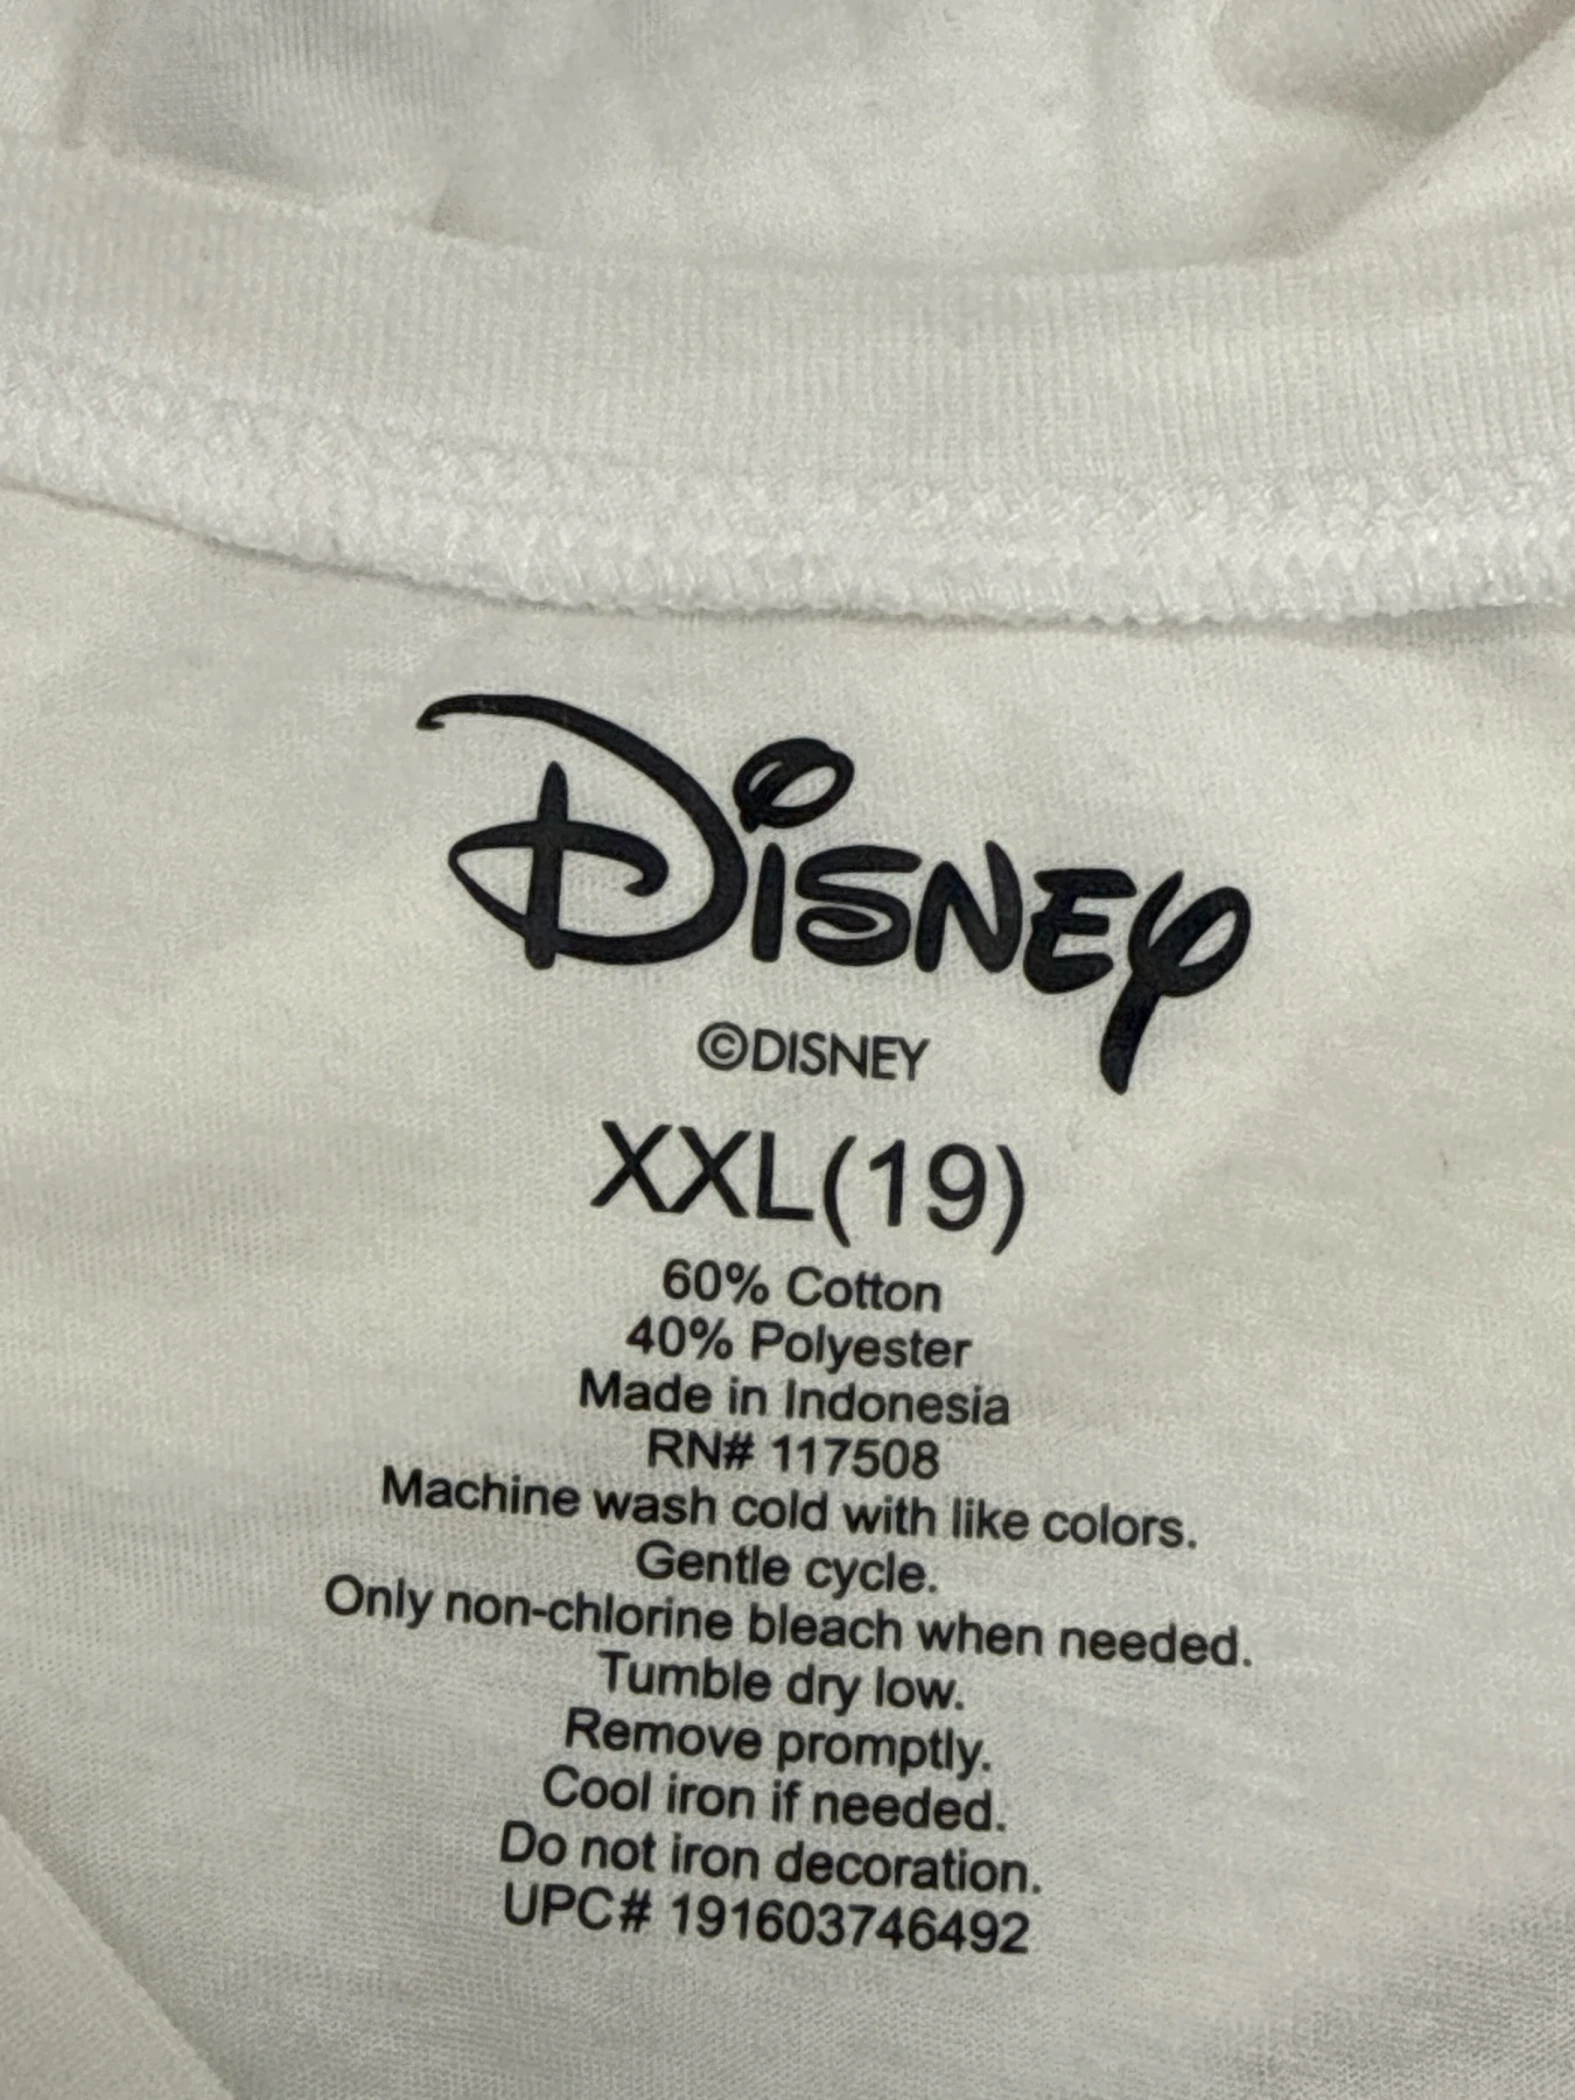 Disney
©DISNEY
XXL(19)
60% Cotton
40% Polyester
Made in Indonesia
RN# 117508
Machine wash cold with like colors.
Gentle cycle.
Only non-chlorine bleach when needed.
Tumble dry low.
Remove promptly.
Cool iron if needed.
Do not iron decoration.
UPC# 191603746492